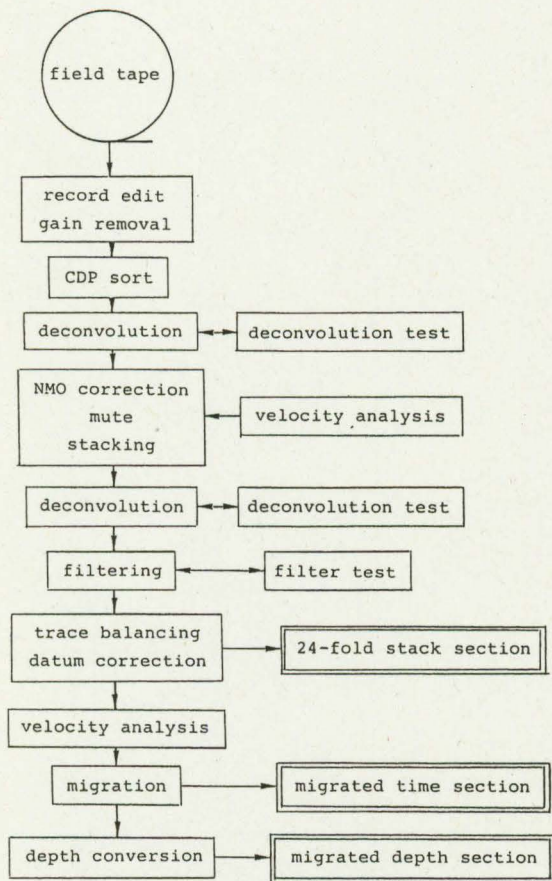 field tape
record edit
gain removal
CDP sort
deconvolution
deconvolution test
NMO correction
mute
stacking
velocity analysis
deconvolution
deconvolution test
filtering
filter test
trace balancing
datum correction
24-fold stack section
velocity analysis
migration
migrated time section
depth conversion
migrated depth section